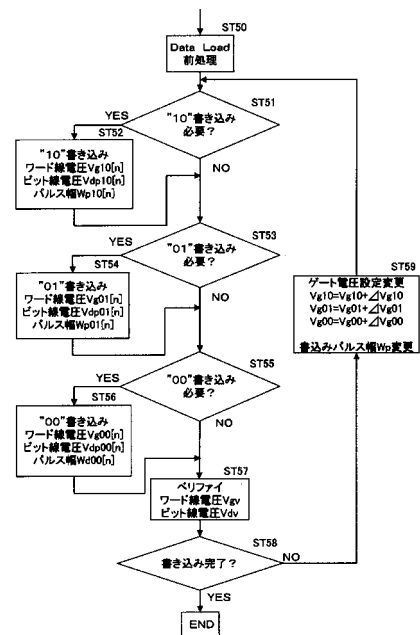 ST50
Data Load
前処理
ST51
"10"書き込み
必要？
YES
NO
ST52
"10"書き込み
ワード線電圧Vg10[n]
ビット線電圧Vdp10[n]
パルス幅Wp10[n]
ST53
"01"書き込み
必要？
YES
NO
ST54
"01"書き込み
ワード線電圧Vg01[n]
ビット線電圧Vdp01[n]
パルス幅Wp01[n]
ST55
"00"書き込み
必要？
YES
NO
ST56
"00"書き込み
ワード線電圧Vg00[n]
ビット線電圧Vdp00[n]
パルス幅Wd00[n]
ST57
ベリファイ
ワード線電圧Vgv
ビット線電圧Vdv
ST58
書き込み完了？
NO
YES
END
ST59
ゲート電圧設定変更
Vg10=Vg10+⊿Vg10
Vg01=Vg01+⊿Vg01
Vg00=Vg00+⊿Vg00
書込みパルス幅Wp変更